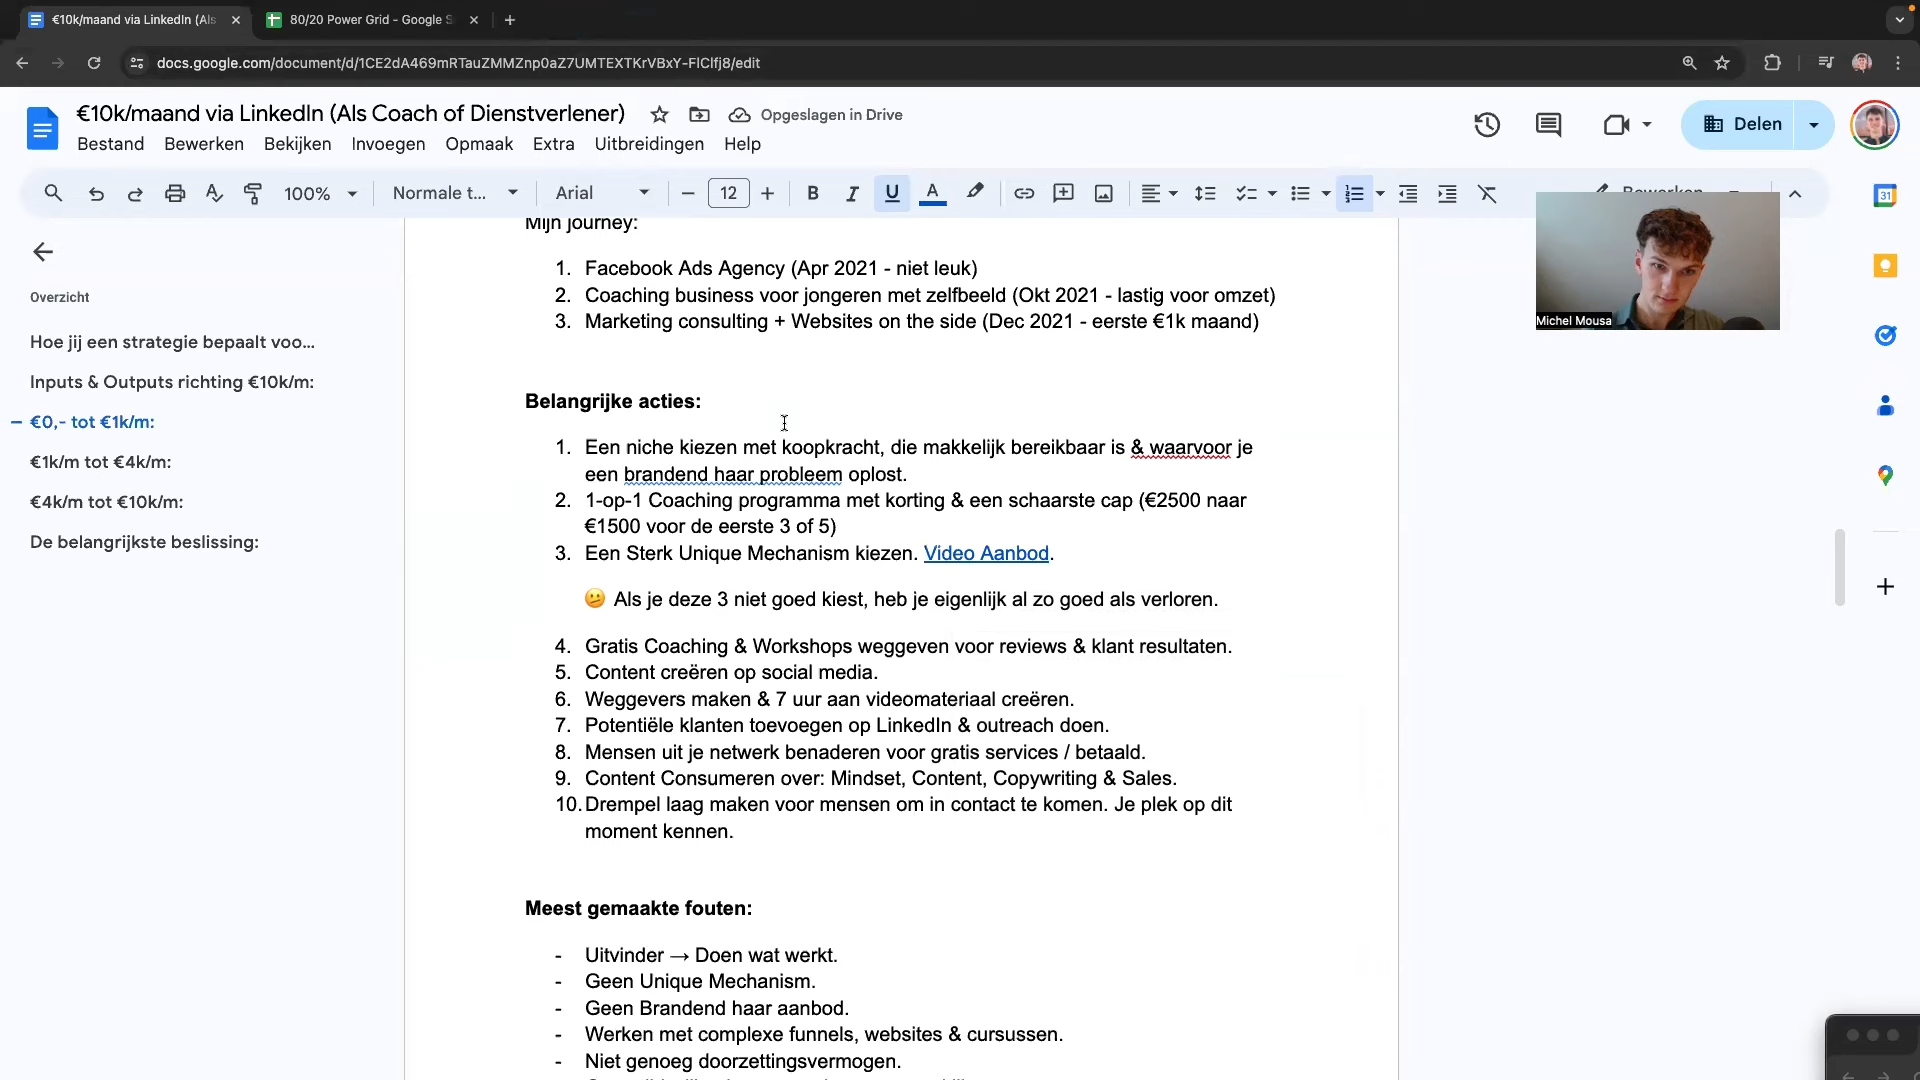 €10k/maand via LinkedIn (Als
80/20 Power Grid - Google S
docs.google.com/document/d/1CE2dA469mRTauZMMZnp0aZ7UMTEXTKrVBxY-FlClfj8/edit
€10k/maand via LinkedIn (Als Coach of Dienstverlener)
Opgeslagen in Drive
Delen
Bestand Bewerken Bekijken Invoegen Opmaak Extra Uitbreidingen Help
100% Normale t... Arial 12 B I U A
Bewerken
31
Overzicht
Hoe jij een strategie bepaalt voo...
Inputs & Outputs richting €10k/m:
€0,- tot €1k/m:
€1k/m tot €4k/m:
€4k/m tot €10k/m:
De belangrijkste beslissing:
Mijn journey:
1. Facebook Ads Agency (Apr 2021 - niet leuk)
2. Coaching business voor jongeren met zelfbeeld (Okt 2021 - lastig voor omzet)
3. Marketing consulting + Websites on the side (Dec 2021 - eerste €1k maand)
Michel Mousa
Belangrijke acties:
1. Een niche kiezen met koopkracht, die makkelijk bereikbaar is & waarvoor je
een brandend haar probleem oplost.
2. 1-op-1 Coaching programma met korting & een schaarste cap (€2500 naar
€1500 voor de eerste 3 of 5)
3. Een Sterk Unique Mechanism kiezen. Video Aanbod.
🫤 Als je deze 3 niet goed kiest, heb je eigenlijk al zo goed als verloren.
4. Gratis Coaching & Workshops weggeven voor reviews & klant resultaten.
5. Content creëren op social media.
6. Weggevers maken & 7 uur aan videomateriaal creëren.
7. Potentiële klanten toevoegen op LinkedIn & outreach doen.
8. Mensen uit je netwerk benaderen voor gratis services / betaald.
9. Content Consumeren over: Mindset, Content, Copywriting & Sales.
10. Drempel laag maken voor mensen om in contact te komen. Je plek op dit
moment kennen.
Meest gemaakte fouten:
- Uitvinder → Doen wat werkt.
- Geen Unique Mechanism.
- Geen Brandend haar aanbod.
- Werken met complexe funnels, websites & cursussen.
- Niet genoeg doorzettingsvermogen.